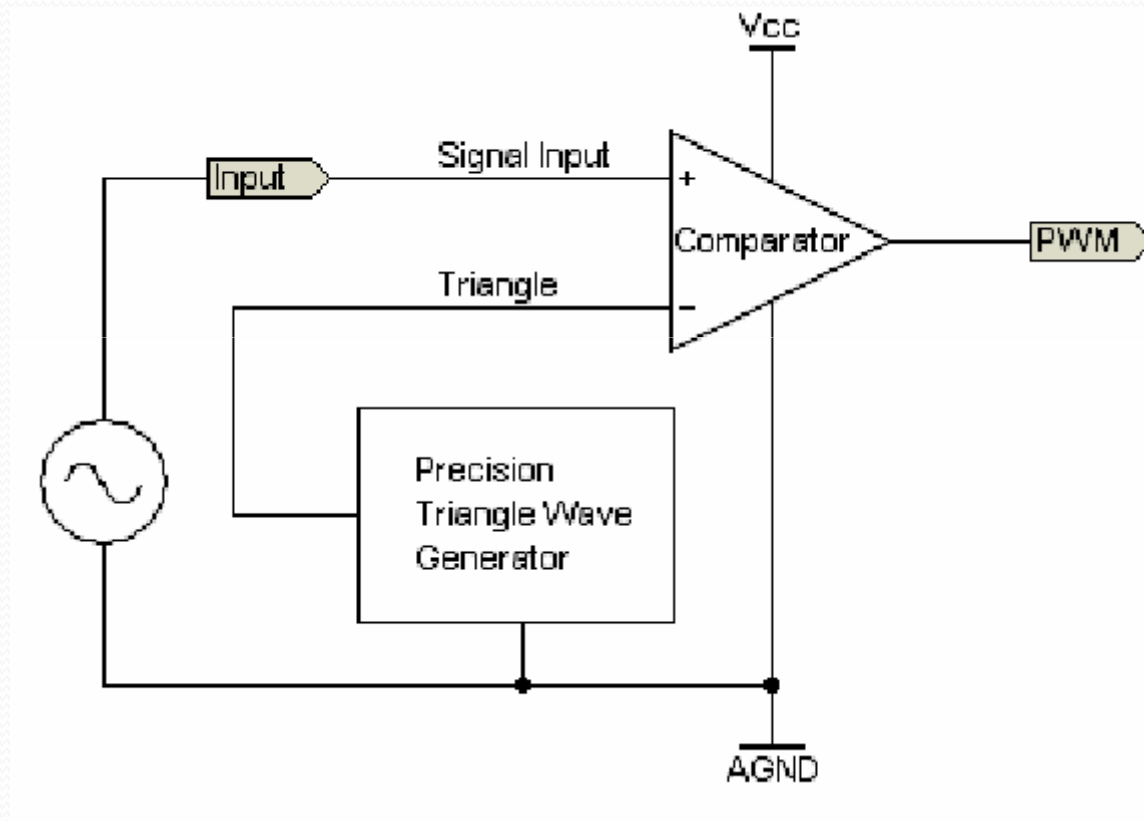 Vcc
Signal Input
Input
+
Comparator
PWM
Triangle
−
Precision
Triangle Wave
Generator
AGND